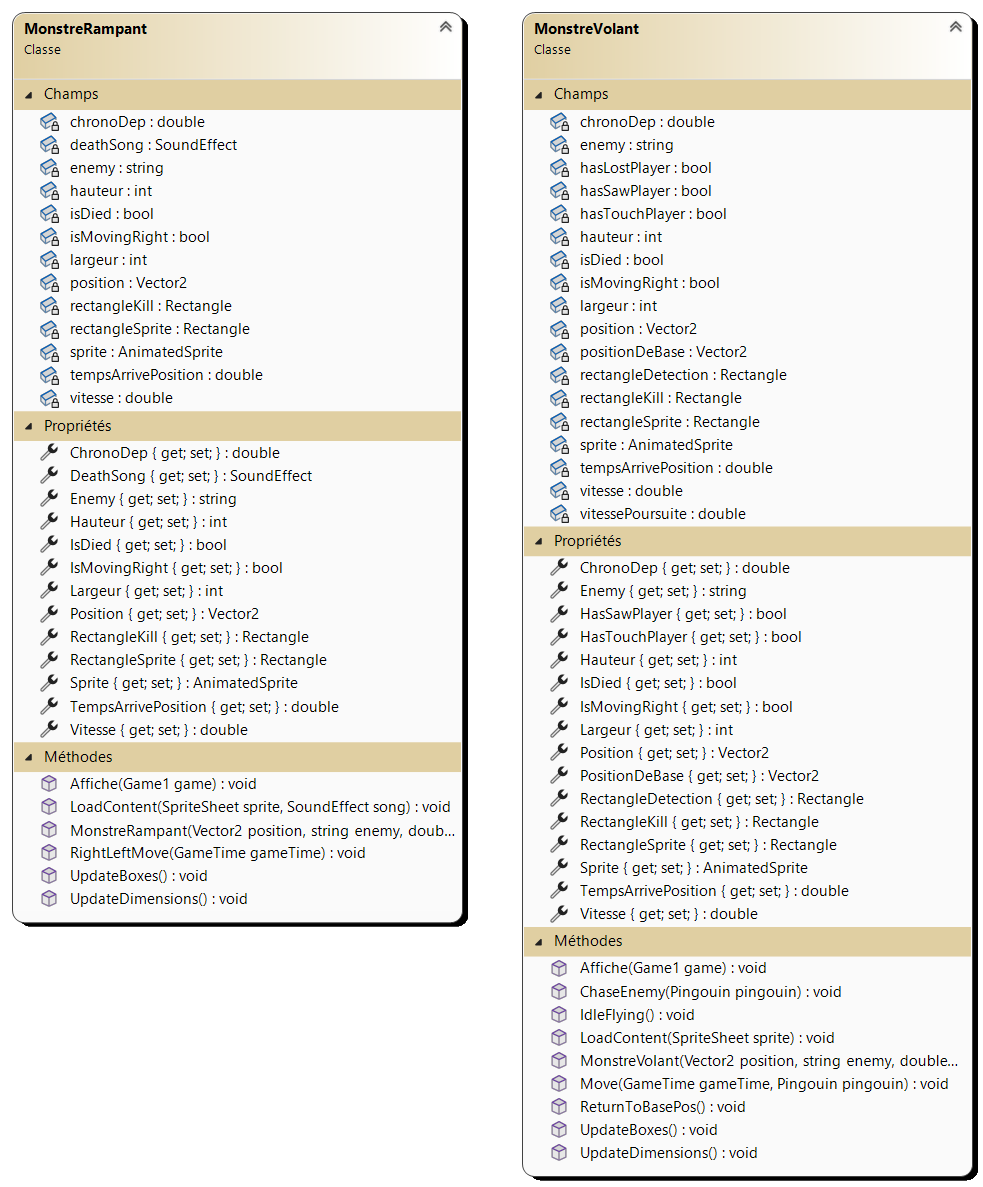 MonstreRampant
Classe
Champs
chronoDep : double
deathSong : SoundEffect
enemy : string
hauteur : int
isDied : bool
isMovingRight : bool
largeur : int
position : Vector2
rectangleKill : Rectangle
rectangleSprite : Rectangle
sprite : AnimatedSprite
tempsArrivePosition : double
vitesse : double
Propriétés
ChronoDep { get; set; } : double
DeathSong { get; set; } : SoundEffect
Enemy { get; set; } : string
Hauteur { get; set; } : int
IsDied { get; set; } : bool
IsMovingRight { get; set; } : bool
Largeur { get; set; } : int
Position { get; set; } : Vector2
RectangleKill { get; set; } : Rectangle
RectangleSprite { get; set; } : Rectangle
Sprite { get; set; } : AnimatedSprite
TempsArrivePosition { get; set; } : double
Vitesse { get; set; } : double
Méthodes
Affiche(Game1 game) : void
LoadContent(SpriteSheet sprite, SoundEffect song) : void
MonstreRampant(Vector2 position, string enemy, doub...
RightLeftMove(GameTime gameTime) : void
UpdateBoxes() : void
UpdateDimensions() : void
MonstreVolant
Classe
Champs
chronoDep : double
enemy : string
hasLostPlayer : bool
hasSawPlayer : bool
hasTouchPlayer : bool
hauteur : int
isDied : bool
isMovingRight : bool
largeur : int
position : Vector2
positionDeBase : Vector2
rectangleDetection : Rectangle
rectangleKill : Rectangle
rectangleSprite : Rectangle
sprite : AnimatedSprite
tempsArrivePosition : double
vitesse : double
vitessePoursuite : double
Propriétés
ChronoDep { get; set; } : double
Enemy { get; set; } : string
HasSawPlayer { get; set; } : bool
HasTouchPlayer { get; set; } : bool
Hauteur { get; set; } : int
IsDied { get; set; } : bool
IsMovingRight { get; set; } : bool
Largeur { get; set; } : int
Position { get; set; } : Vector2
PositionDeBase { get; set; } : Vector2
RectangleDetection { get; set; } : Rectangle
RectangleKill { get; set; } : Rectangle
RectangleSprite { get; set; } : Rectangle
Sprite { get; set; } : AnimatedSprite
TempsArrivePosition { get; set; } : double
Vitesse { get; set; } : double
Méthodes
Affiche(Game1 game) : void
ChaseEnemy(Pingouin pingouin) : void
IdleFlying() : void
LoadContent(SpriteSheet sprite) : void
MonstreVolant(Vector2 position, string enemy, double...
Move(GameTime gameTime, Pingouin pingouin) : void
ReturnToBasePos() : void
UpdateBoxes() : void
UpdateDimensions() : void